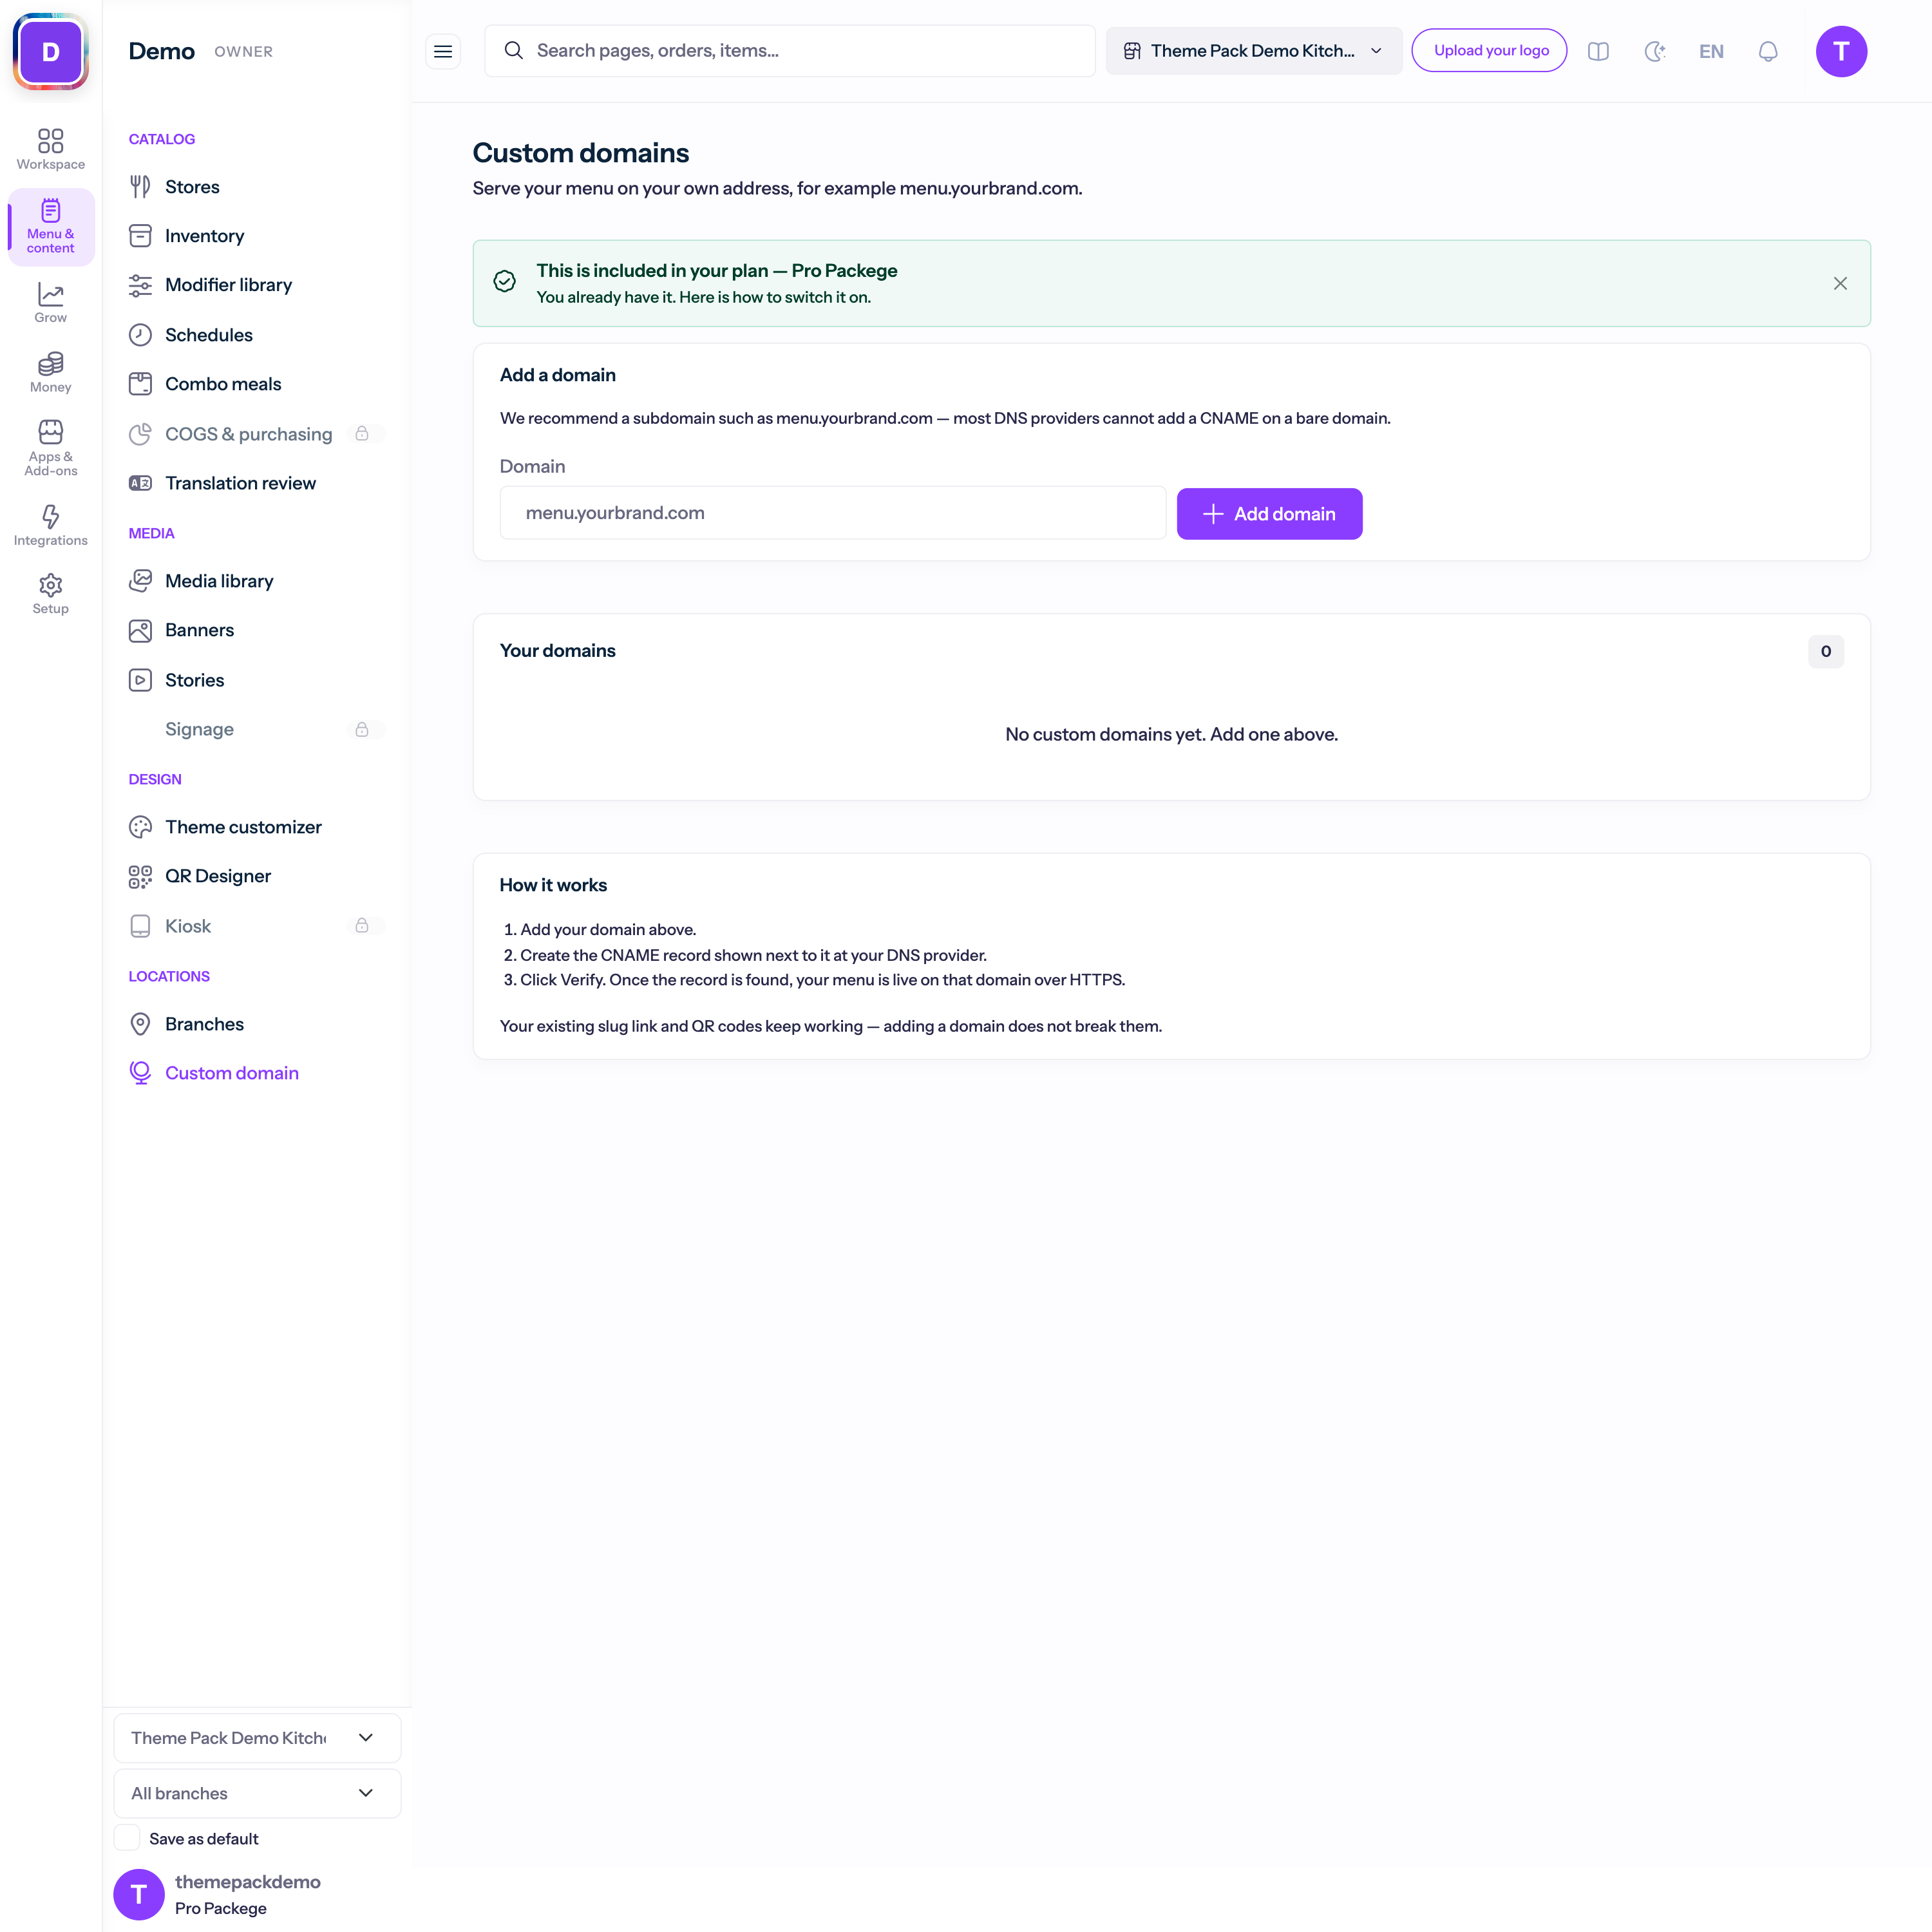 D
Demo OWNER
Search pages, orders, items...
Theme Pack Demo Kitch...
Upload your logo
EN
T
Workspace
Menu &
content
Grow
Money
Apps &
Add-ons
Integrations
Setup
CATALOG
Stores
Inventory
Modifier library
Schedules
Combo meals
COGS & purchasing
Translation review
MEDIA
Media library
Banners
Stories
Signage
DESIGN
Theme customizer
QR Designer
Kiosk
LOCATIONS
Branches
Custom domain
Theme Pack Demo Kitch
All branches
Save as default
T
themepackdemo
Pro Packege
Custom domains
Serve your menu on your own address, for example menu.yourbrand.com.
This is included in your plan — Pro Packege
You already have it. Here is how to switch it on.
Add a domain
We recommend a subdomain such as menu.yourbrand.com — most DNS providers cannot add a CNAME on a bare domain.
Domain
menu.yourbrand.com
Add domain
Your domains
0
No custom domains yet. Add one above.
How it works
1. Add your domain above.
2. Create the CNAME record shown next to it at your DNS provider.
3. Click Verify. Once the record is found, your menu is live on that domain over HTTPS.
Your existing slug link and QR codes keep working — adding a domain does not break them.